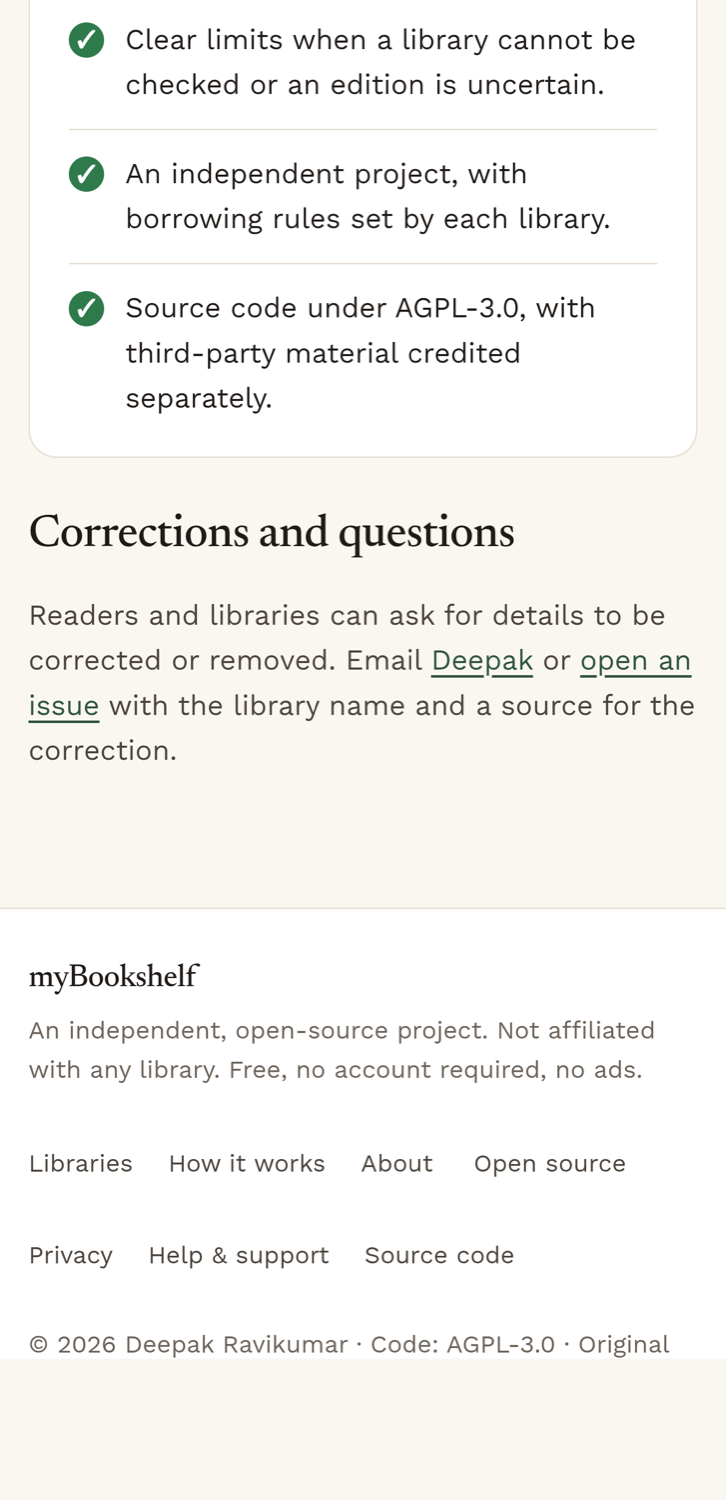 Clear limits when a library cannot be
checked or an edition is uncertain.
An independent project, with
borrowing rules set by each library.
Source code under AGPL-3.0, with
third-party material credited
separately.
Corrections and questions
Readers and libraries can ask for details to be
corrected or removed. Email Deepak or open an
issue with the library name and a source for the
correction.
myBookshelf
An independent, open-source project. Not affiliated
with any library. Free, no account required, no ads.
Libraries How it works About Open source
Privacy Help & support Source code
© 2026 Deepak Ravikumar · Code: AGPL-3.0 · Original